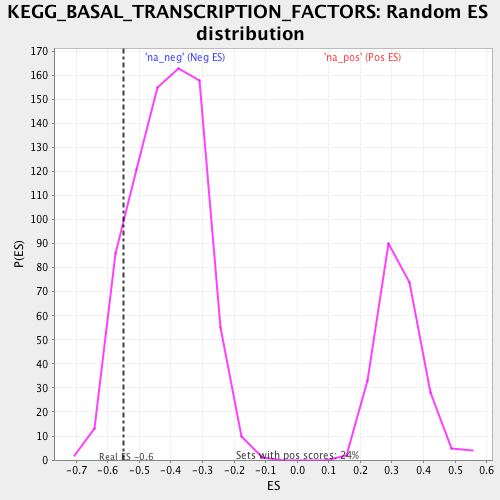 KEGG_BASAL_TRANSCRIPTION_FACTORS: Random ES
distribution
'na_neg' (Neg ES)
'na_pos' (Pos ES)
170
160
150
140
130
120
110
100
90
80
70
60
50
40
30
20
10
0
P(ES)
Real ES -0.6
Sets with pos scores: 24%
-0.7 -0.6 -0.5 -0.4 -0.3 -0.2 -0.1 0.0 0.1 0.2 0.3 0.4 0.5 0.6
ES